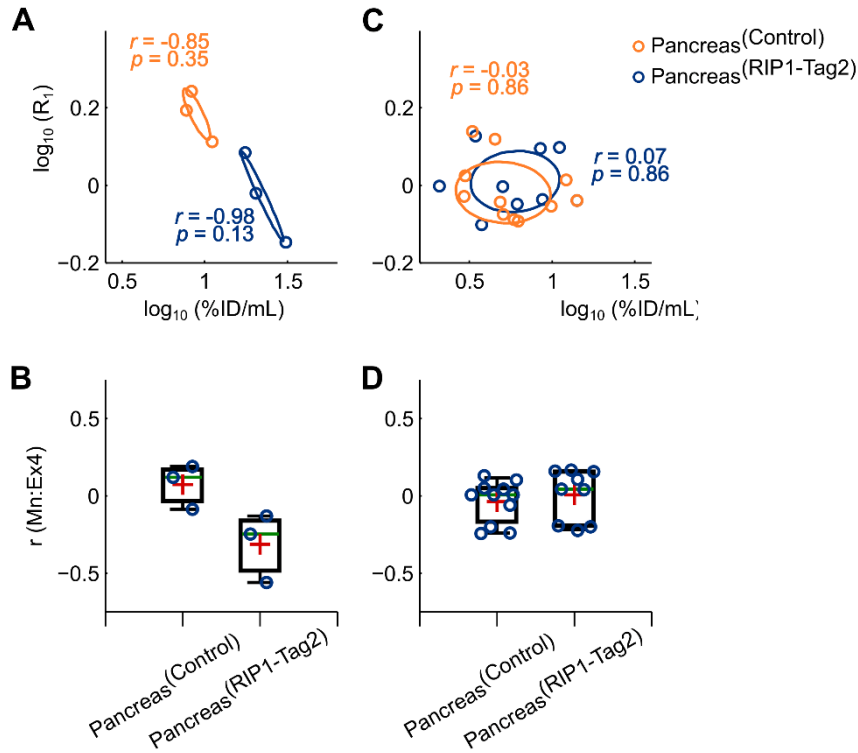 A
r = -0.85
p = 0.35
r = -0.98
p = 0.13
log10 (R1)
0.2
0
−0.2
0.5
1
1.5
log10 (%ID/mL)
C
r = -0.03
p = 0.86
r = 0.07
p = 0.86
Pancreas(Control)
Pancreas(RIP1-Tag2)
0.2
0
−0.2
0.5
1
1.5
log10 (%ID/mL)
B
r (Mn:Ex4)
0.5
0
−0.5
Pancreas(Control)
Pancreas(RIP1-Tag2)
D
0.5
0
−0.5
Pancreas(Control)
Pancreas(RIP1-Tag2)